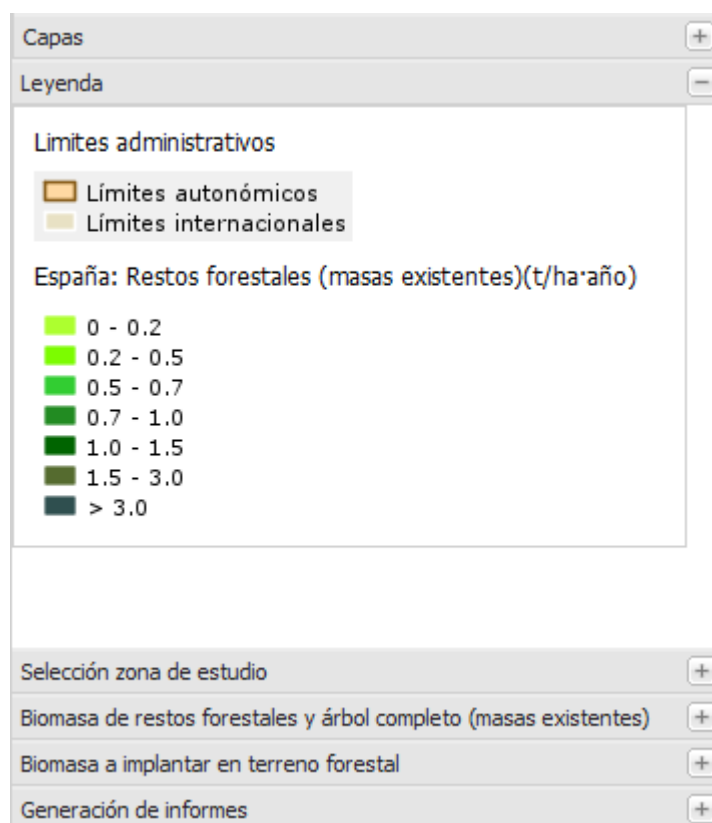 Capas
Leyenda
Limites administrativos
Límites autonómicos
Límites internacionales
España: Restos forestales (masas existentes)(t/ha·año)
0 - 0.2
0.2 - 0.5
0.5 - 0.7
0.7 - 1.0
1.0 - 1.5
1.5 - 3.0
> 3.0
Selección zona de estudio
Biomasa de restos forestales y árbol completo (masas existentes)
Biomasa a implantar en terreno forestal
Generación de informes